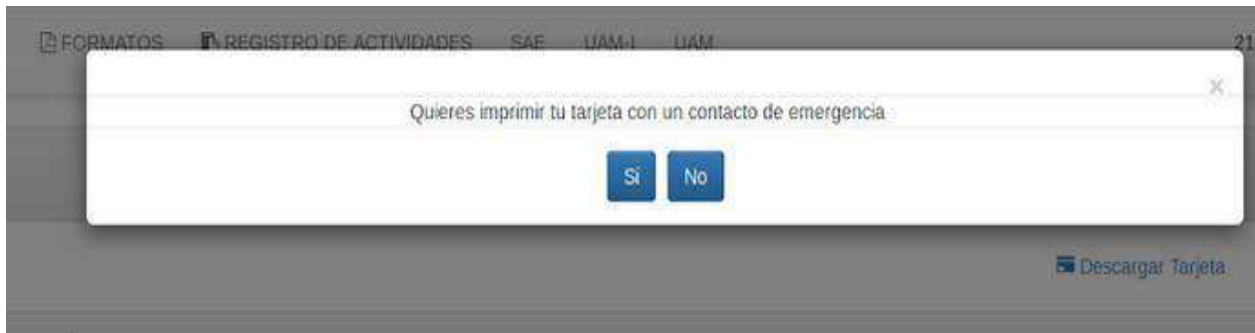 FORMATOS REGISTRO DE ACTIVIDADES SAE UAM-I UAM 21
×
Quieres imprimir tu tarjeta con un contacto de emergencia
Si No
Descargar Tarjeta